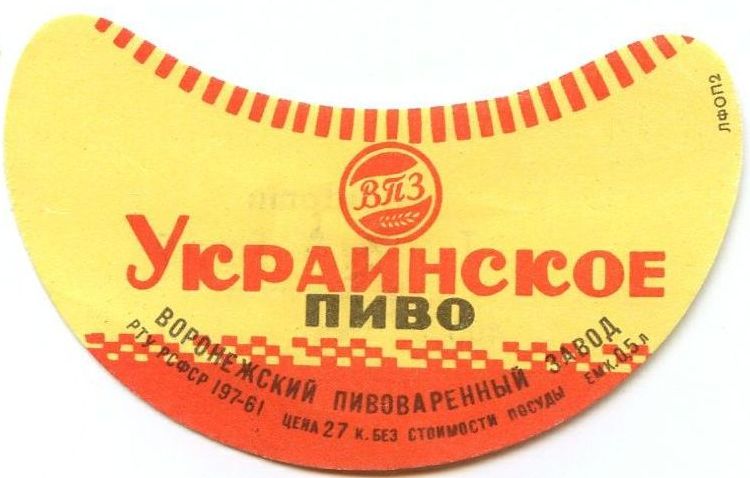 ЛФОП2
ВПЗ
УКРАИНСКОЕ
ПИВО
ВОРОНЕЖСКИЙ ПИВОВАРЕННЫЙ ЗАВОД
РТУ РСФСР 197-61 ЦЕНА 27 К. БЕЗ СТОИМОСТИ ПОСУДЫ ЕМК. 0,5 Л